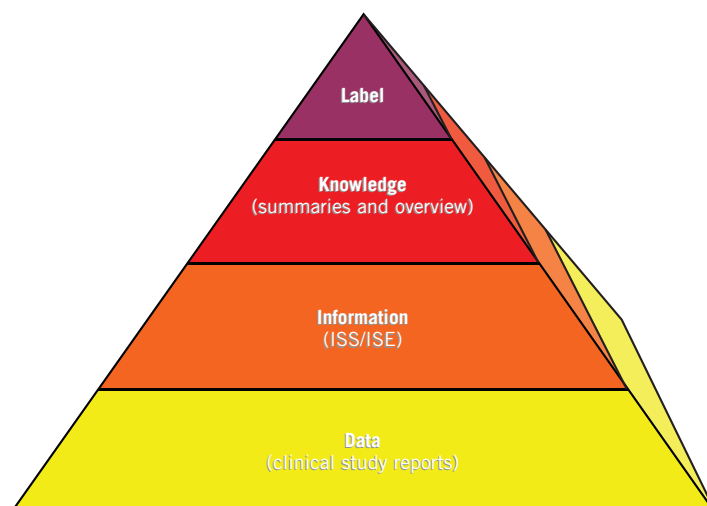 Label
Knowledge
(summaries and overview)
Information
(ISS/ISE)
Data
(clinical study reports)